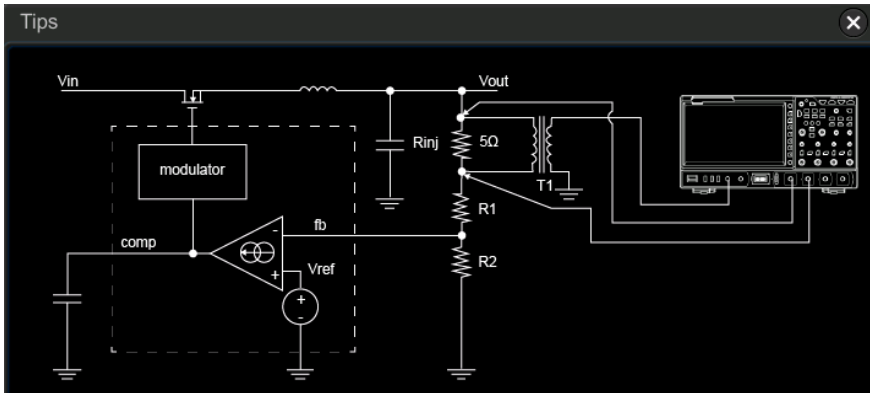 Tips
Vin
Vout
Rinj
5Ω
T1
modulator
R1
fb
comp
-
+
Vref
+
-
R2